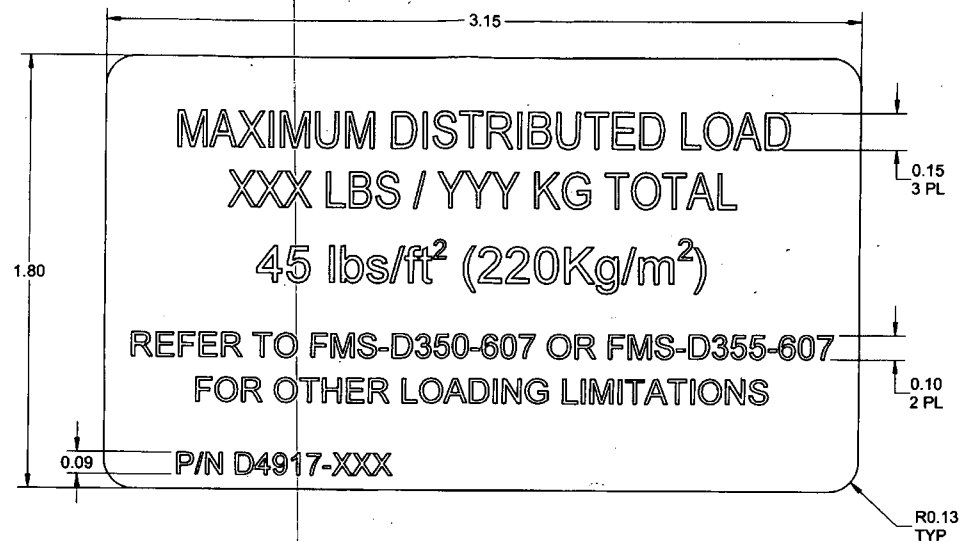 3.15
MAXIMUM DISTRIBUTED LOAD
0.15
3 PL
XXX LBS / YYY KG TOTAL
1.80
45 lbs/ft² (220Kg/m²)
REFER TO FMS-D350-607 OR FMS-D355-607
0.10
2 PL
FOR OTHER LOADING LIMITATIONS
0.09
P/N D4917-XXX
R0.13
TYP